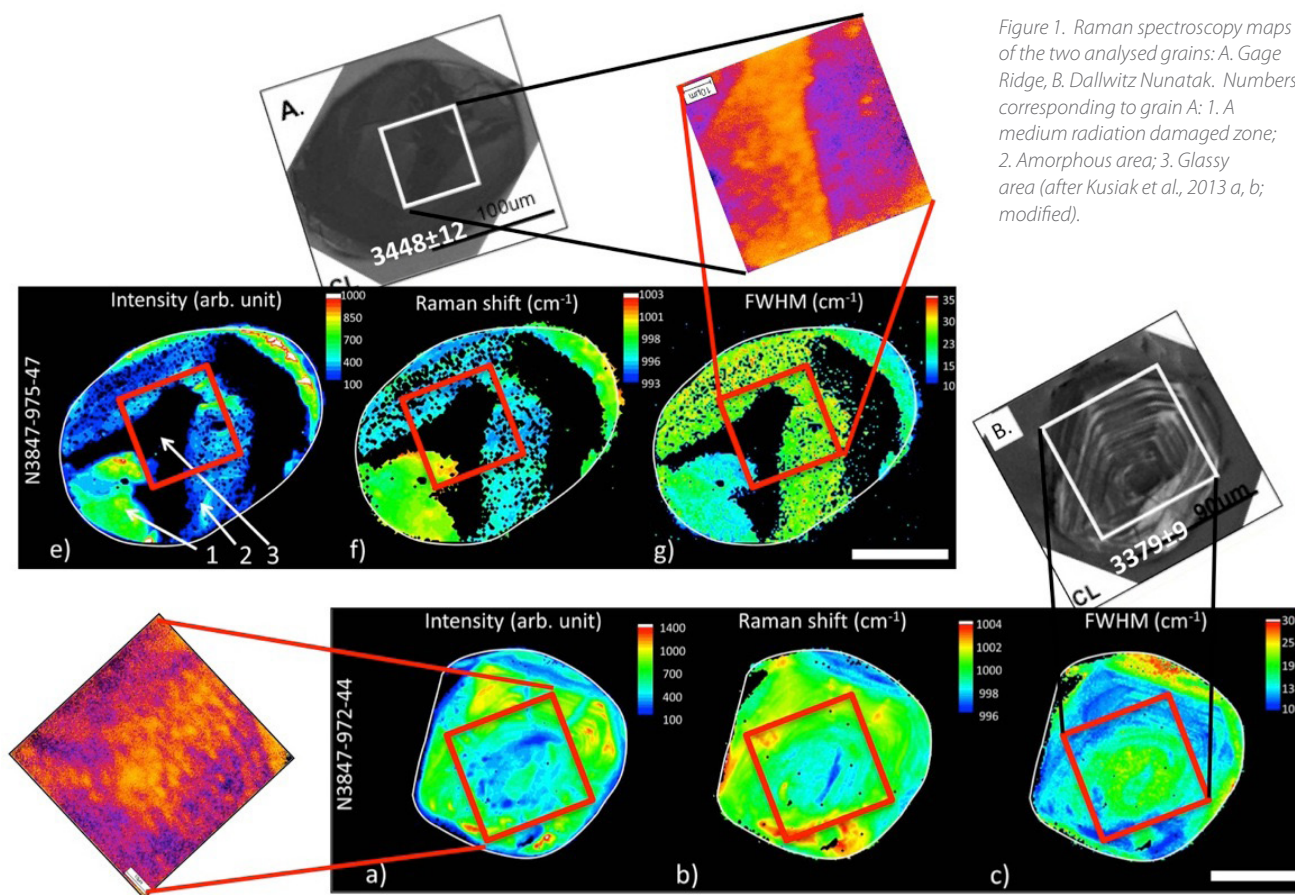 Figure 1. Raman spectroscopy maps
of the two analysed grains: A. Gage
Ridge, B. Dallwitz Nunatak. Numbers
corresponding to grain A: 1. A
medium radiation damaged zone;
2. Amorphous area; 3. Glassy
area (after Kusiak et al., 2013 a, b;
modified).
A.
100um
3448±12
CL
10µm
N3847-975-47
Intensity (arb. unit)
1000
850
700
400
100
Raman shift (cm-1)
1003
1001
998
996
993
FWHM (cm-1)
35
30
23
15
10
e)
1
2
3
f)
g)
B.
90um
3379±9
CL
N3847-972-44
Intensity (arb. unit)
1400
1000
700
400
100
Raman shift (cm-1)
1004
1002
1000
998
996
FWHM (cm-1)
30
25
19
13
10
a)
b)
c)